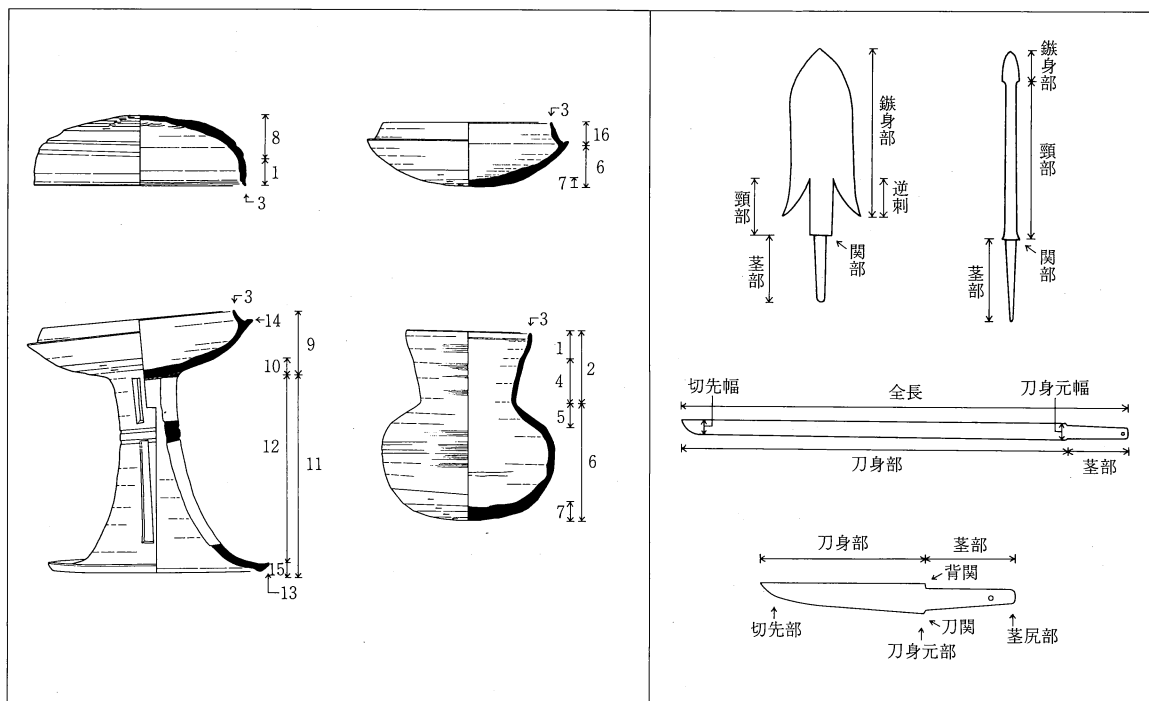 8
1
3
3
16
6
7
3
14
9
10
12
11
15
13
3
1
2
4
5
6
7
鏃身部
頸部
逆刺
関部
茎部
鏃身部
頸部
関部
茎部
全長
切先幅
刀身元幅
刀身部
茎部
刀身部
茎部
背関
切先部
刀関
刀身元部
茎尻部